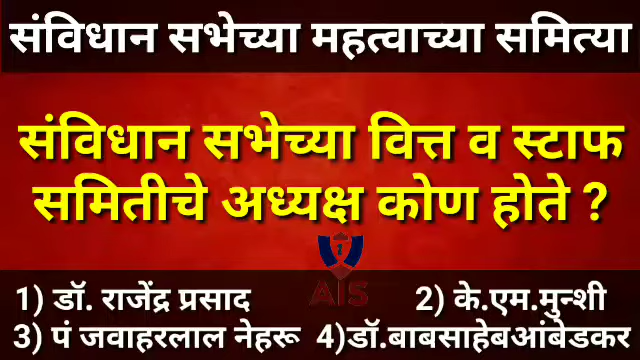 संविधान सभेच्या महत्वाच्या समित्या
संविधान सभेच्या वित्त व स्टाफ
समितीचे अध्यक्ष कोण होते ?
AIS
1) डॉ. राजेंद्र प्रसाद 2) के.एम.मुन्शी
3) पं जवाहरलाल नेहरू 4)डॉ.बाबसाहेबआंबेडकर